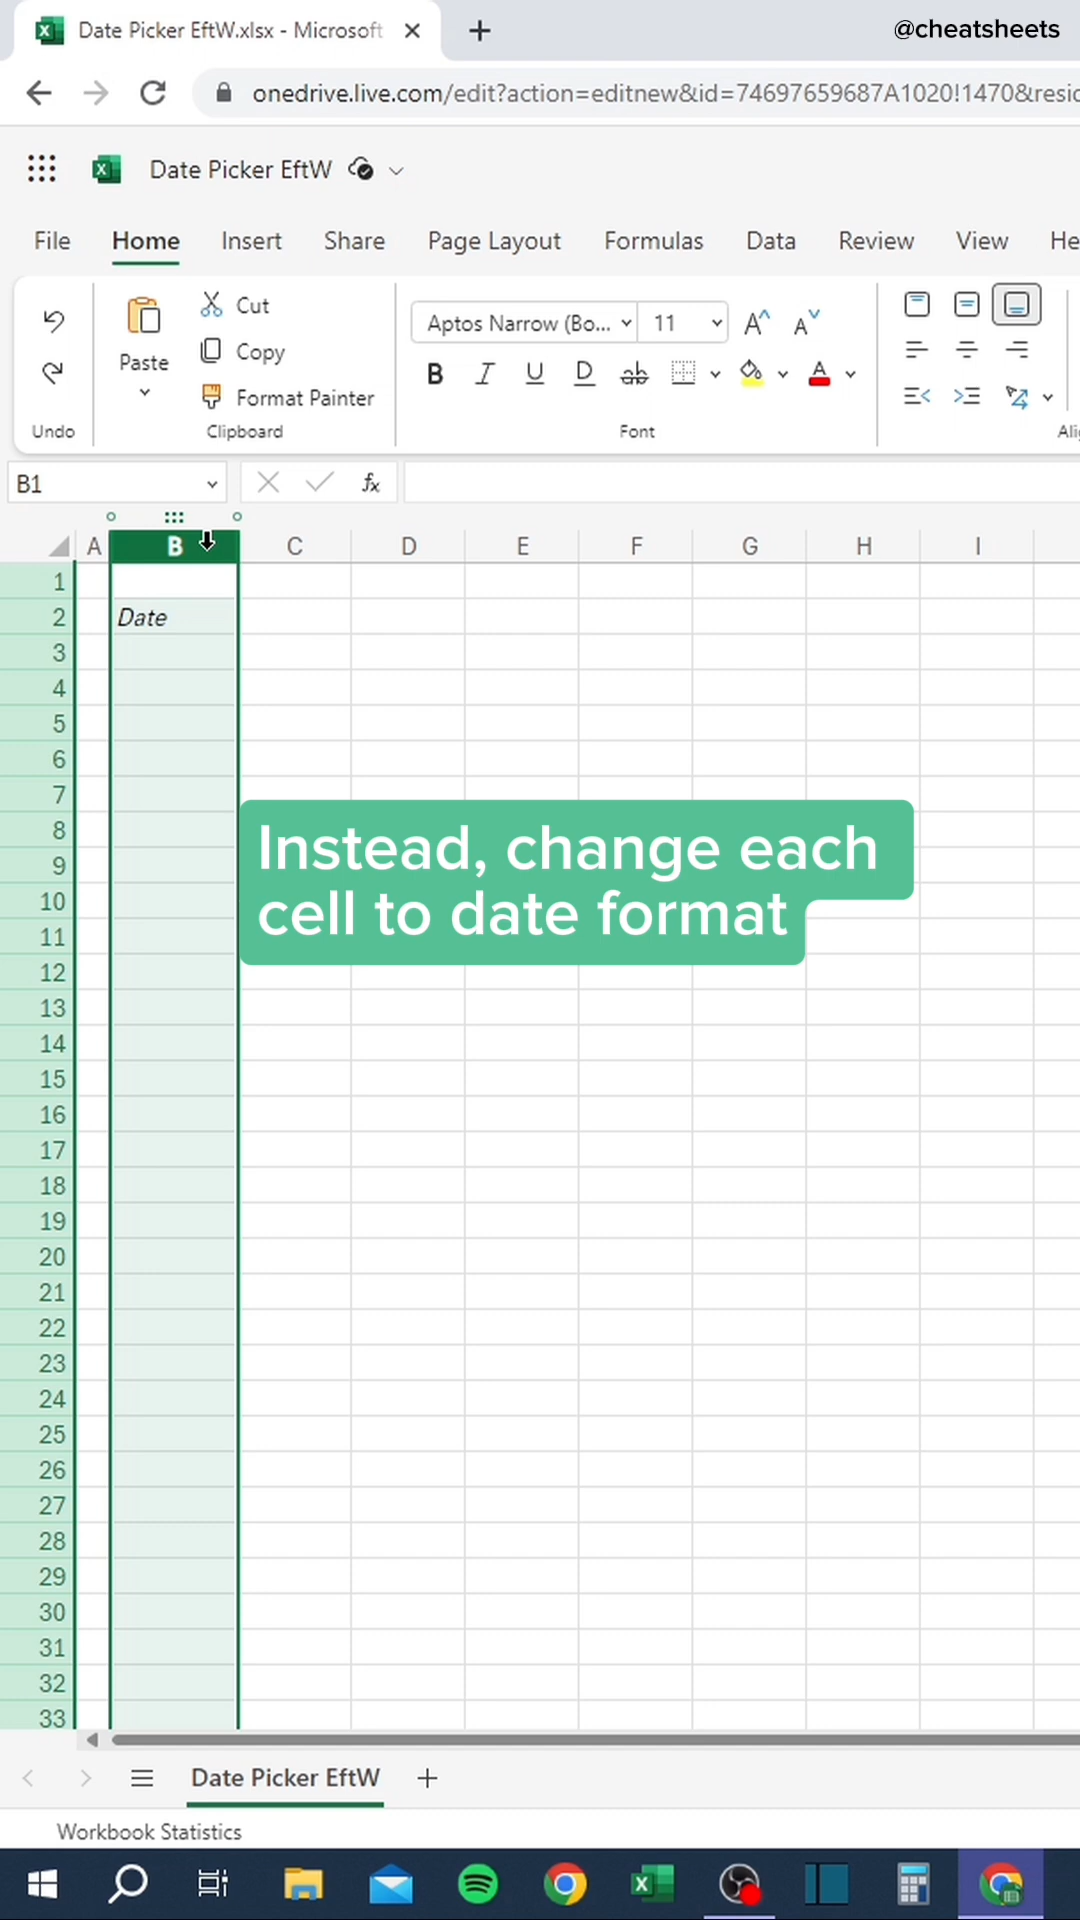 Date Picker EftW.xlsx - Microsoft
@cheatsheets
onedrive.live.com/edit?action=editnew&id=74697659687A1020!1470&resid
Date Picker EftW
File Home Insert Share Page Layout Formulas Data Review View He
Cut
Copy
Format Painter
Paste
Undo
Clipboard
Aptos Narrow (Bo... 11
B I U D ab A
Font
Ali
B1
fx
A B C D E F G H I
1
2 Date
3
4
5
6
7
8
9
10
11
12
13
14
15
16
17
18
19
20
21
22
23
24
25
26
27
28
29
30
31
32
33
Instead, change each
cell to date format
Date Picker EftW
Workbook Statistics